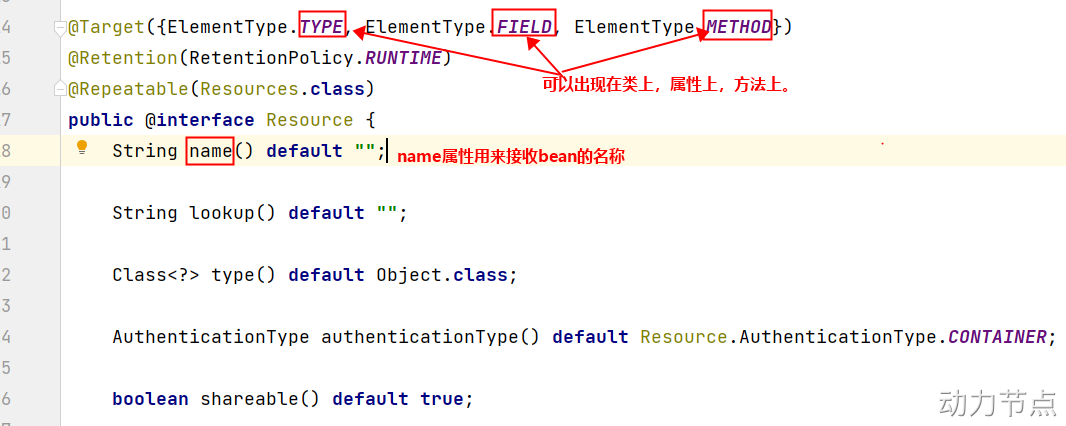 4 @Target({ElementType.TYPE, ElementType.FIELD, ElementType.METHOD})
5 @Retention(RetentionPolicy.RUNTIME)
可以出现在类上，属性上，方法上。
6 @Repeatable(Resources.class)
7 public @interface Resource {
8 String name() default "";
name属性用来接收bean的名称
9
0 String lookup() default "";
1
2 Class<?> type() default Object.class;
3
4 AuthenticationType authenticationType() default Resource.AuthenticationType.CONTAINER;
5
6 boolean shareable() default true;
动力节点